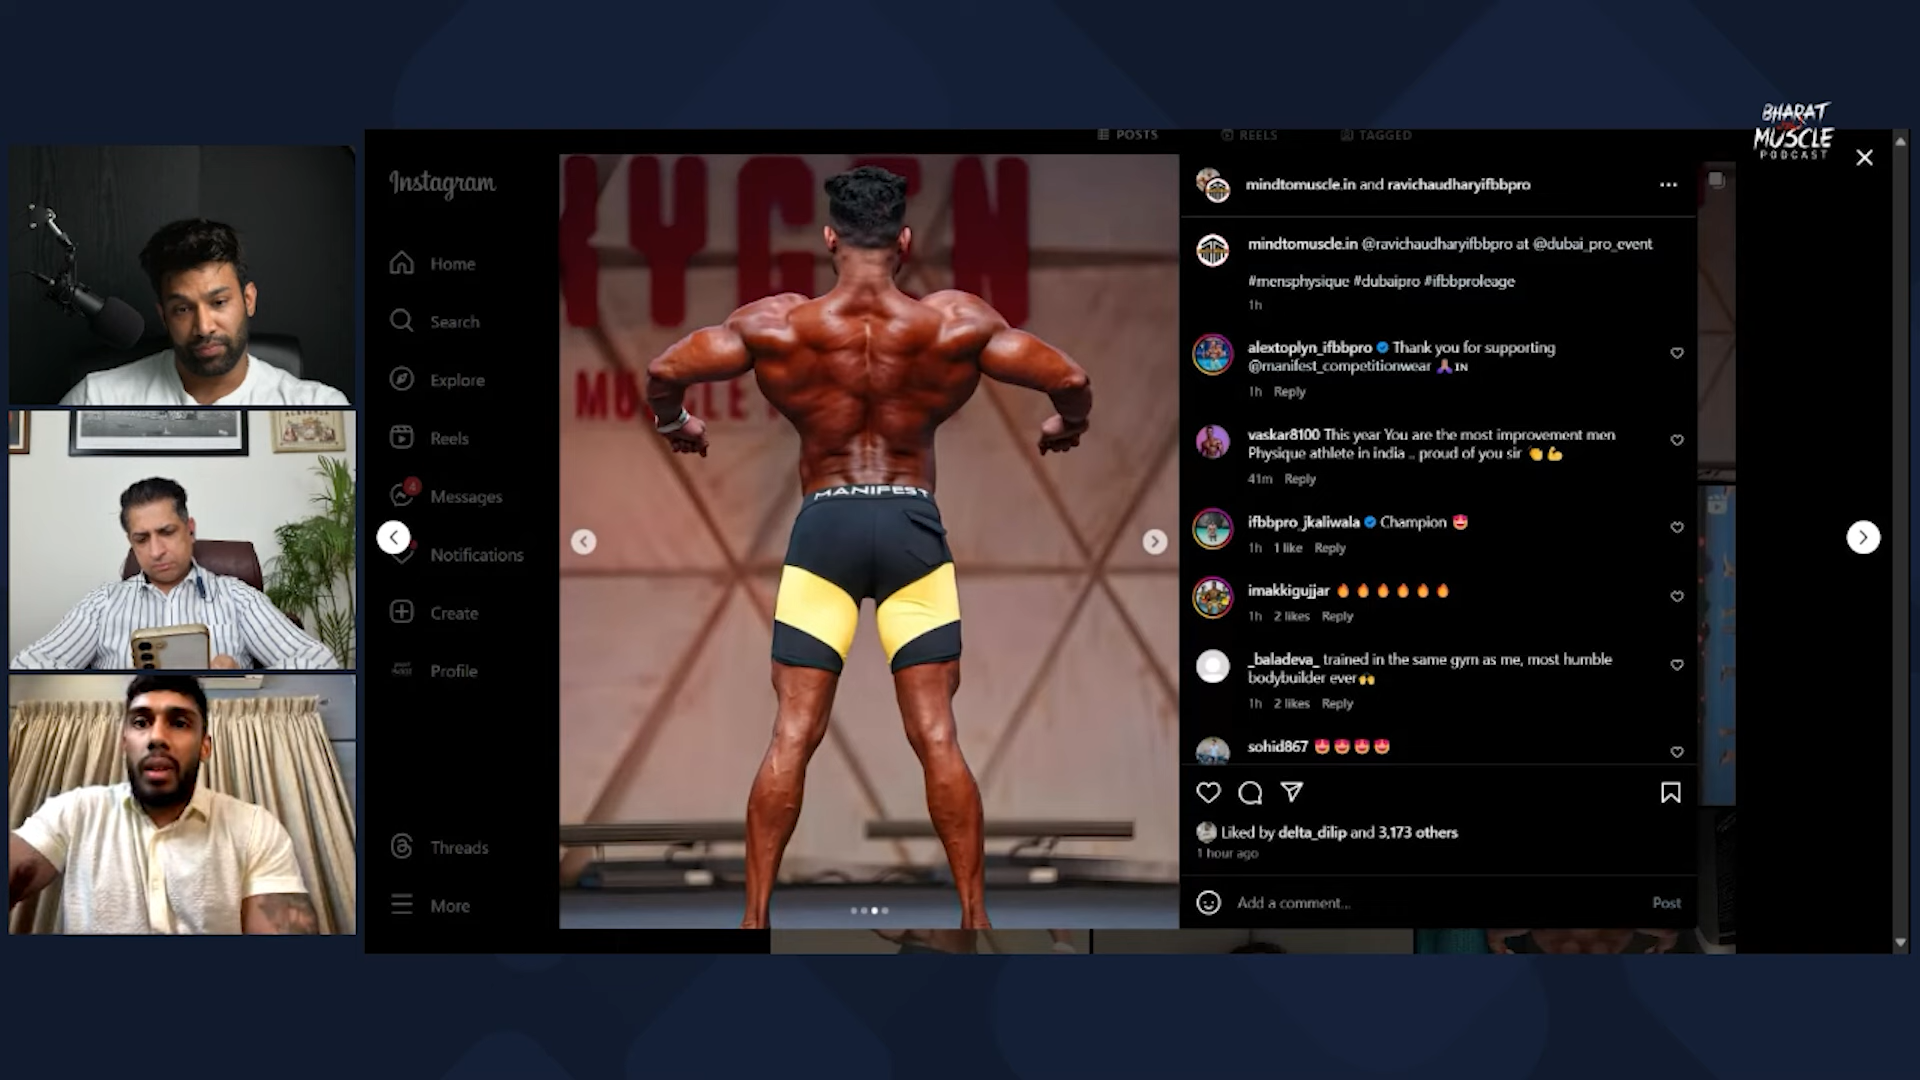 BHARAT
MUSCLE
PODCAST
POSTS
REELS
TAGGED
Instagram
Home
Search
Explore
Reels
4
Messages
Notifications
Create
Profile
Threads
More
MANIFEST
mindtomuscle.in and ravichaudharyifbbpro
mindtomuscle.in @ravichaudharyifbbpro at @dubai_pro_event
#mensphysique #dubaipro #ifbbproleage
1h
alextoplyn_ifbbpro Thank you for supporting
@manifest_competitionwear 🙏🏽🇮🇳
1h Reply
vaskar8100 This year You are the most improvement men
Physique athlete in india .. proud of you sir 👏💪
41m Reply
ifbbpro_jkaliwala Champion 😍
1h 1 like Reply
imakkigujjar 🔥🔥🔥🔥🔥🔥
1h 2 likes Reply
_baladeva_ trained in the same gym as me, most humble
bodybuilder ever🙌
1h 2 likes Reply
sohid867 😍😍😍😍
Liked by delta_dilip and 3,173 others
1 hour ago
Add a comment...
Post